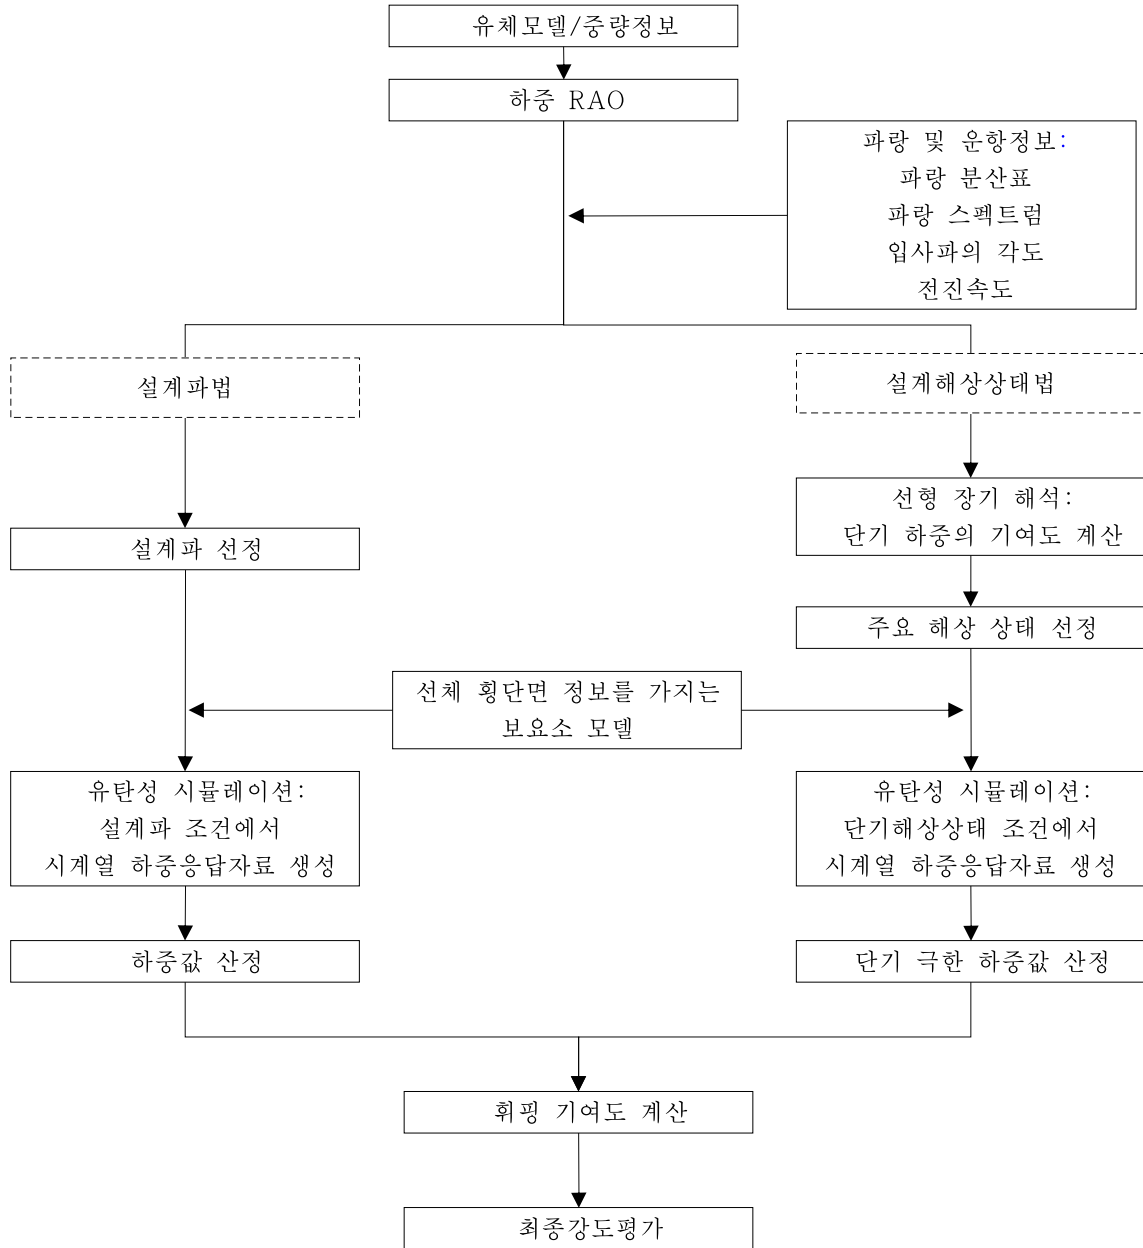 유체모델/중량정보
하중 RAO
파랑 및 운항정보:
파랑 분산표
파랑 스펙트럼
입사파의 각도
전진속도
설계파법
설계해상상태법
선형 장기 해석:
단기 하중의 기여도 계산
설계파 선정
주요 해상 상태 선정
선체 횡단면 정보를 가지는
보요소 모델
유탄성 시뮬레이션:
설계파 조건에서
시계열 하중응답자료 생성
유탄성 시뮬레이션:
단기해상상태 조건에서
시계열 하중응답자료 생성
하중값 산정
단기 극한 하중값 산정
휘핑 기여도 계산
최종강도평가